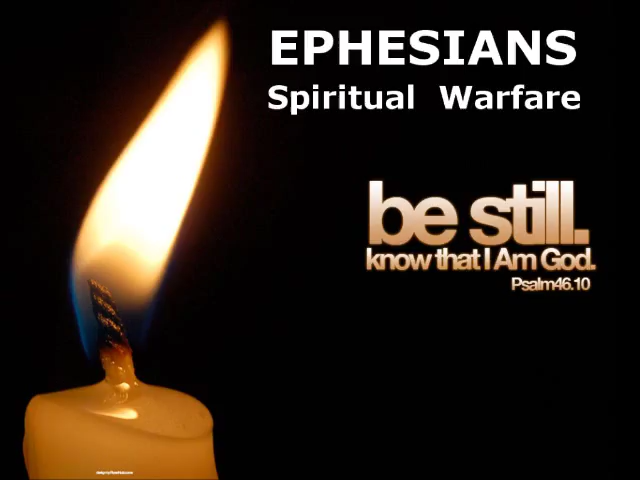 EPHESIANS
Spiritual Warfare
be still.
know that I Am God.
Psalm46.10